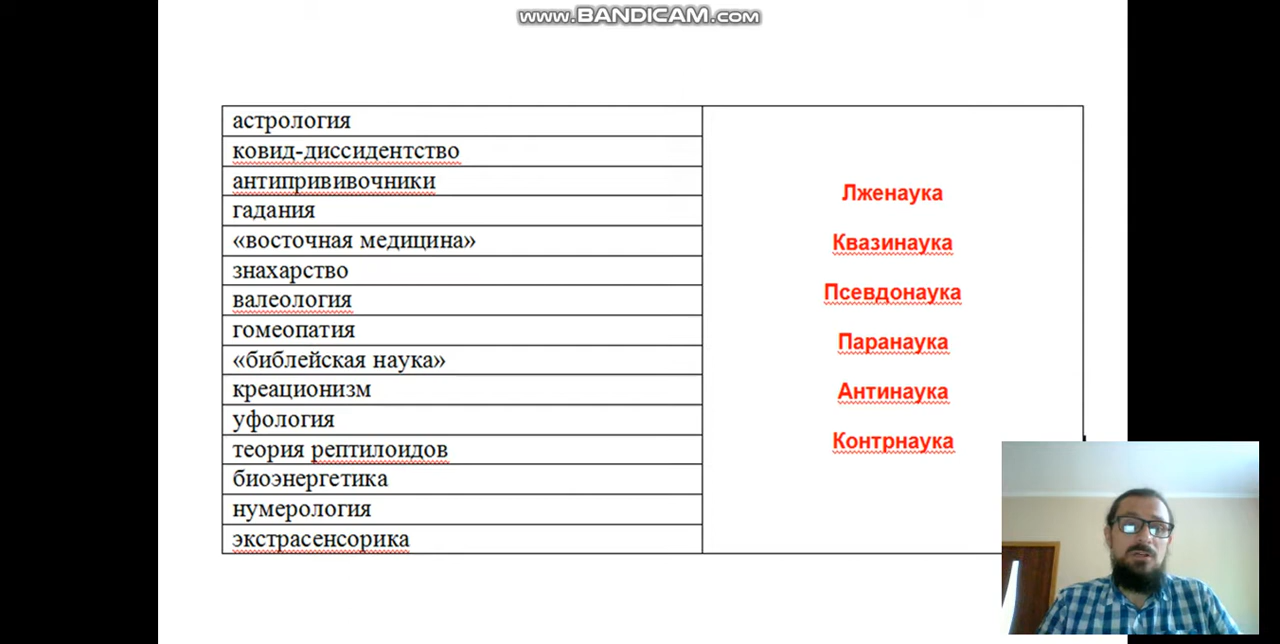 www.BANDICAM.com
астрология
ковид-диссидентство
антипрививочники
гадания
«восточная медицина»
знахарство
валеология
гомеопатия
«библейская наука»
креационизм
уфология
теория рептилоидов
биоэнергетика
нумерология
экстрасенсорика
Лженаука
Квазинаука
Псевдонаука
Паранаука
Антинаука
Контрнаука